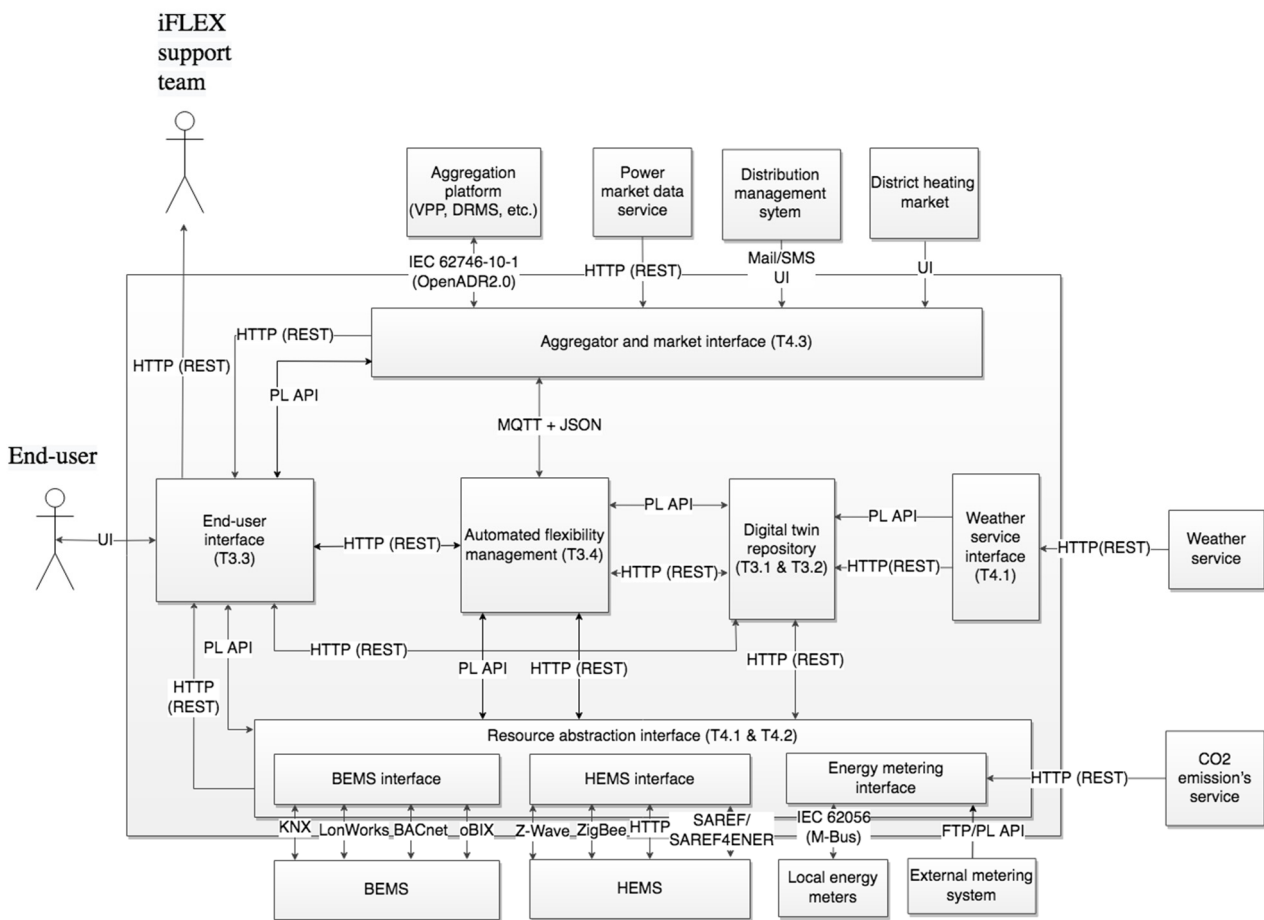 iFLEX
support
team
Aggregation
platform
(VPP, DRMS, etc.)
Power
market data
service
Distribution
management
sytem
District heating
market
IEC 62746-10-1
(OpenADR2.0)
HTTP (REST)
Mail/SMS
UI
UI
HTTP (REST)
Aggregator and market interface (T4.3)
HTTP (REST)
PL API
MQTT + JSON
End-user
UI
End-user
interface
(T3.3)
HTTP (REST)
Automated flexibility
management (T3.4)
PL API
HTTP (REST)
Digital twin
repository
(T3.1 & T3.2)
PL API
HTTP(REST)
Weather
service
interface
(T4.1)
HTTP(REST)
Weather
service
PL API
HTTP
(REST)
HTTP (REST)
PL API
HTTP (REST)
HTTP (REST)
Resource abstraction interface (T4.1 & T4.2)
BEMS interface
HEMS interface
Energy metering
interface
HTTP (REST)
CO2
emission's
service
KNX
LonWorks
BACnet
oBIX
Z-Wave
ZigBee
HTTP
SAREF/
SAREF4ENER
IEC 62056
(M-Bus)
FTP/PL API
BEMS
HEMS
Local energy
meters
External metering
system